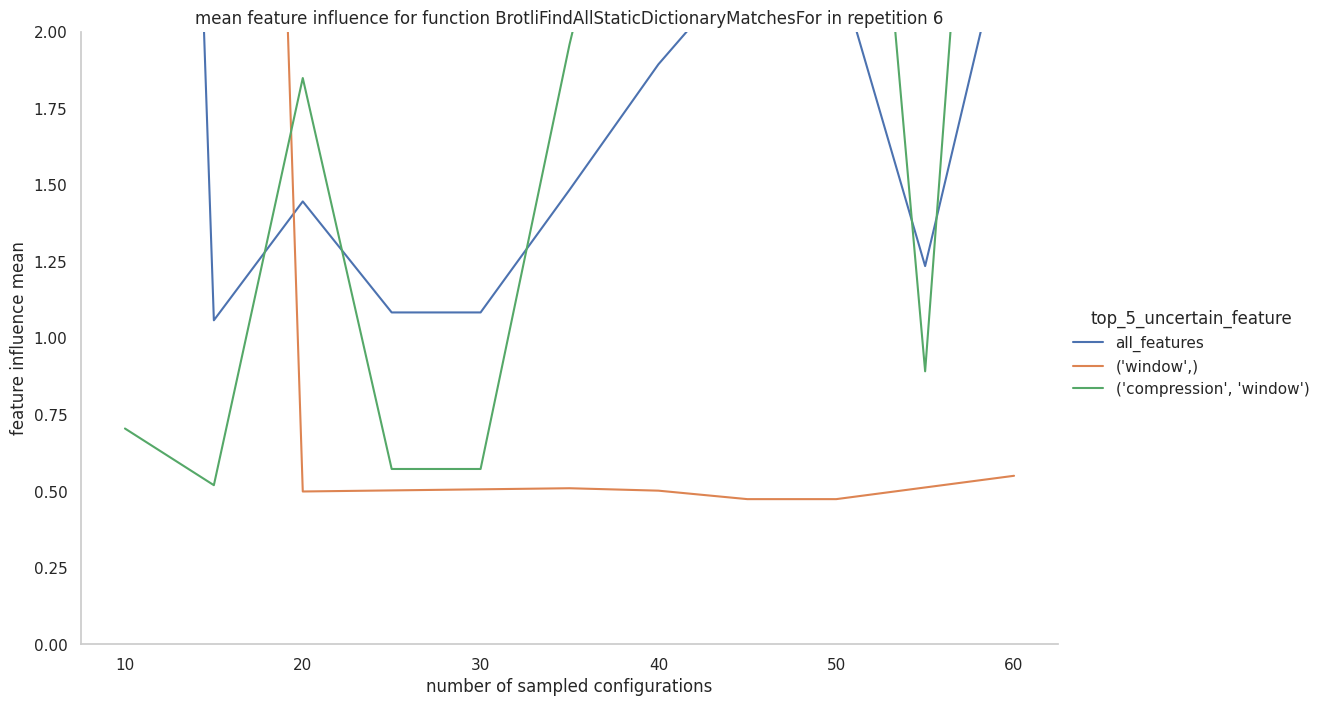 mean feature influence for function BrotliFindAllStaticDictionaryMatchesFor in repetition 6
2.00
1.75
1.50
1.25
1.00
0.75
0.50
0.25
0.00
feature influence mean
10 20 30 40 50 60
number of sampled configurations
top_5_uncertain_feature
all_features
('window',)
('compression', 'window')